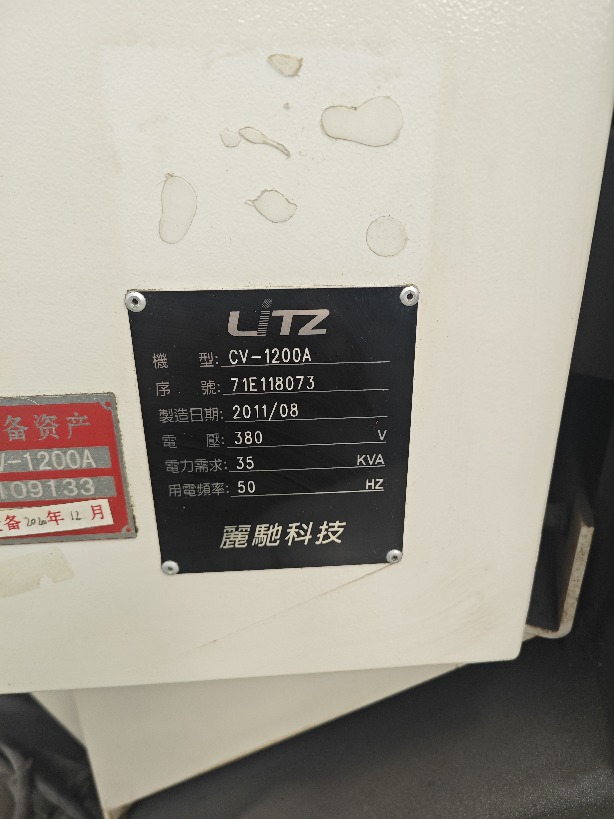 LiTZ
機 型: CV-1200A
序 號: 71E118073
製造日期: 2011/08
電 壓: 380 V
電力需求: 35 KVA
用電頻率: 50 HZ
麗馳科技
备资产
-1200A
109133
备 年12月